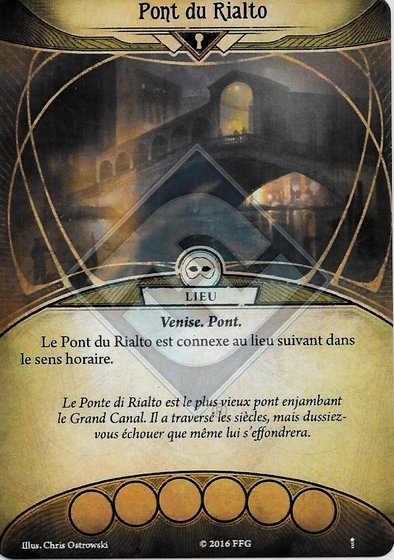 Pont du Rialto
LIEU
Venise. Pont.
Le Pont du Rialto est connexe au lieu suivant dans
le sens horaire.
Le Ponte di Rialto est le plus vieux pont enjambant
le Grand Canal. Il a traversé les siècles, mais dussiez-
vous échouer que même lui s'effondrera.
Illus. Chris Ostrowski
© 2016 FFG